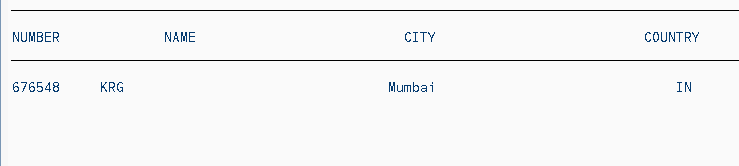 NUMBER NAME CITY COUNTRY
676548 KRG Mumbai IN